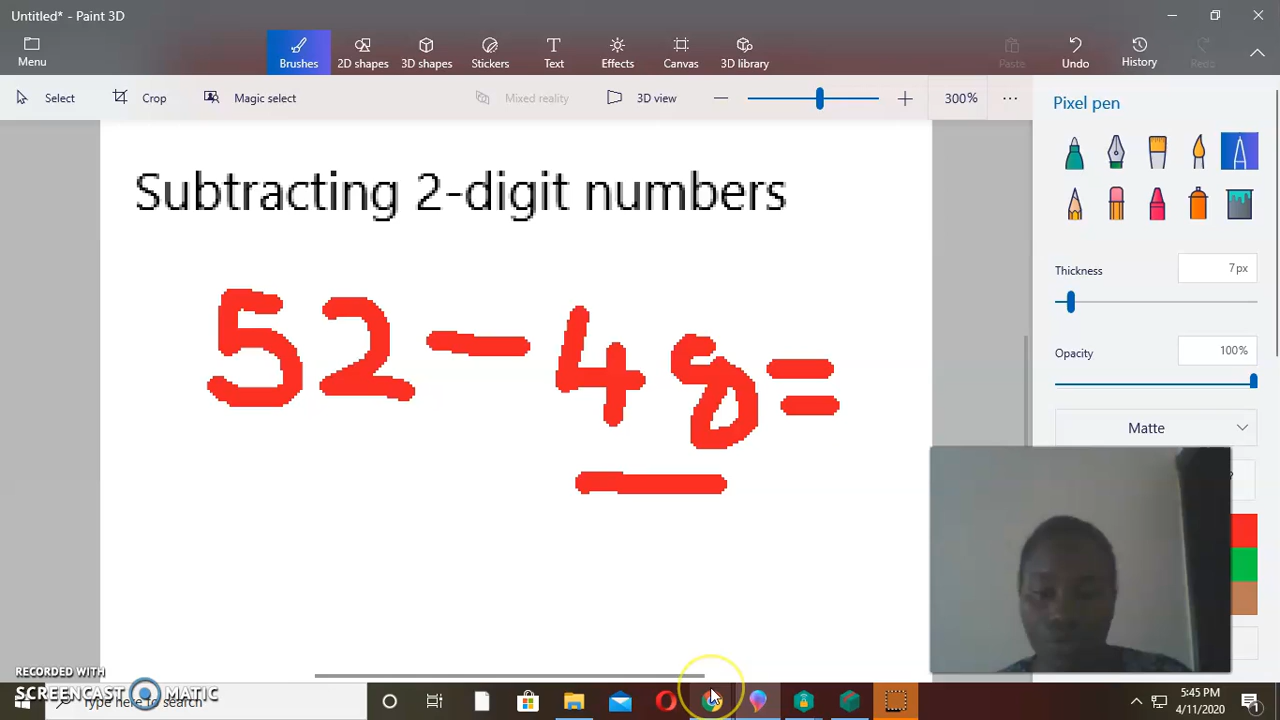 Untitled* - Paint 3D
Menu
Brushes
2D shapes
3D shapes
Stickers
Text
Effects
Canvas
3D library
Paste
Undo
History
Redo
Select
Crop
Magic select
Mixed reality
3D view
300%
Pixel pen
Subtracting 2-digit numbers
52-48=
Thickness
7px
Opacity
100%
Matte
RECORDED WITH
SCREENCAST MATIC
here to search
5:45 PM
4/11/2020
1